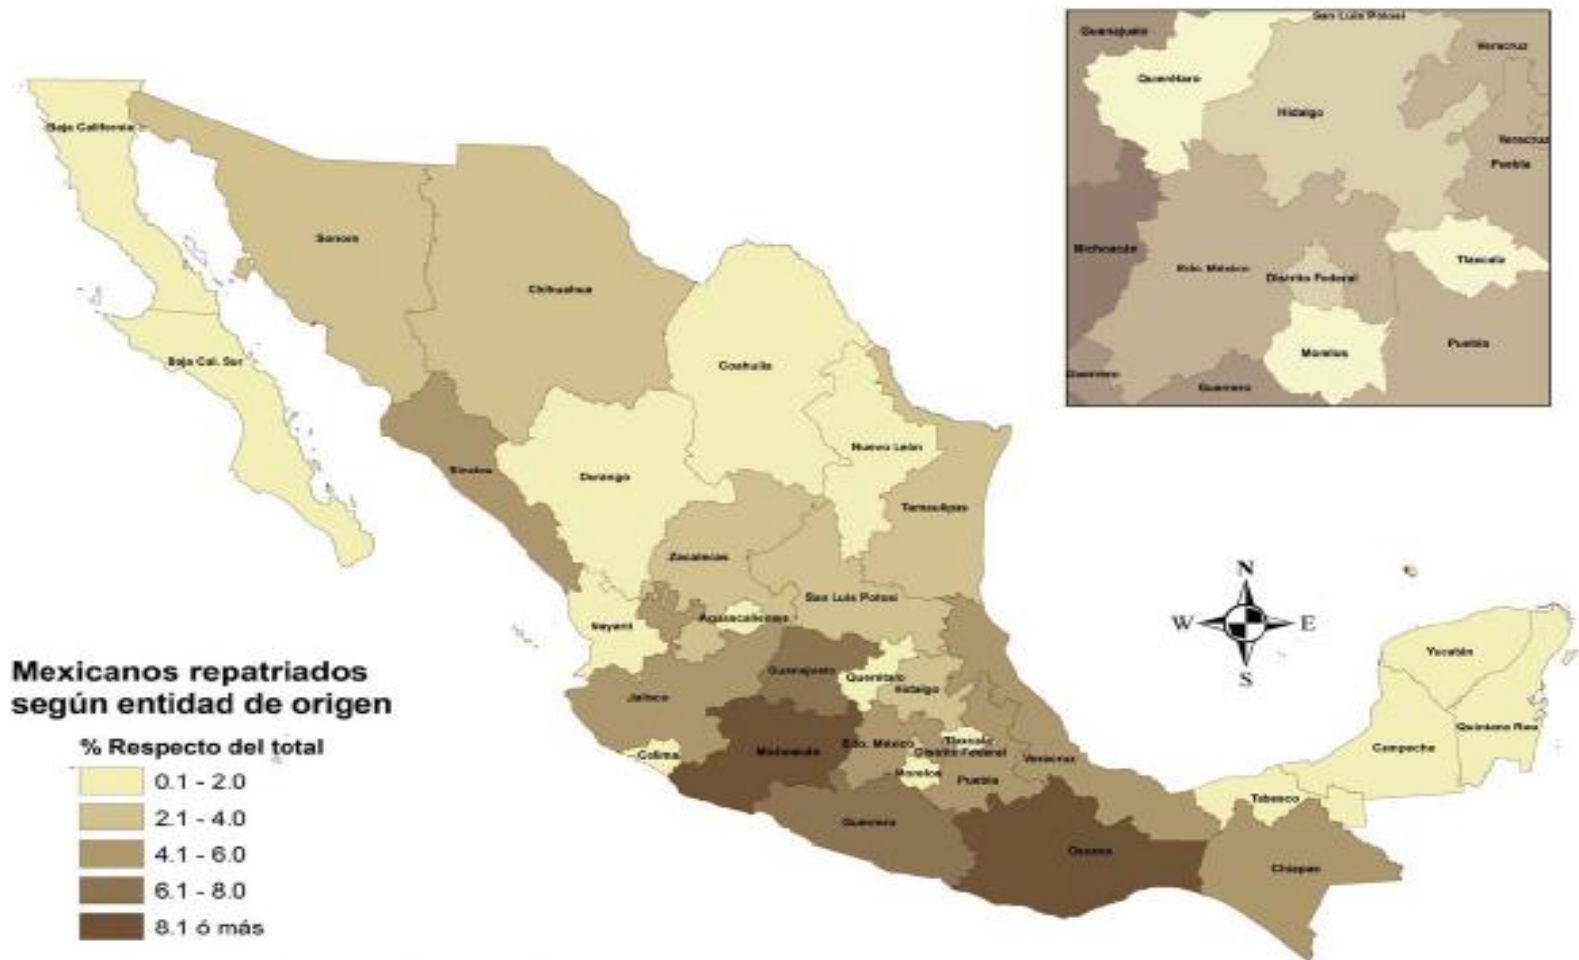 Baja California
Sonora
Chihuahua
Baja Cal. Sur
Coahuila
Nuevo León
Sinaloa
Durango
Tamaulipas
Zacatecas
San Luis Potosí
Nayarit
Aguascalientes
Guanajuato
Querétaro
Hidalgo
Jalisco
Colima
Michoacán
Edo. México
Tlaxcala
Distrito Federal
Morelos
Puebla
Veracruz
Guerrero
Oaxaca
Tabasco
Chiapas
Campeche
Yucatán
Quintana Roo
San Luis Potosí
Guanajuato
Veracruz
Querétaro
Hidalgo
Veracruz
Puebla
Michoacán
Edo. México
Distrito Federal
Tlaxcala
Morelos
Puebla
Guerrero
Guerrero
N
W
E
S
Mexicanos repatriados
según entidad de origen
% Respecto del total
0.1 - 2.0
2.1 - 4.0
4.1 - 6.0
6.1 - 8.0
8.1 ó más